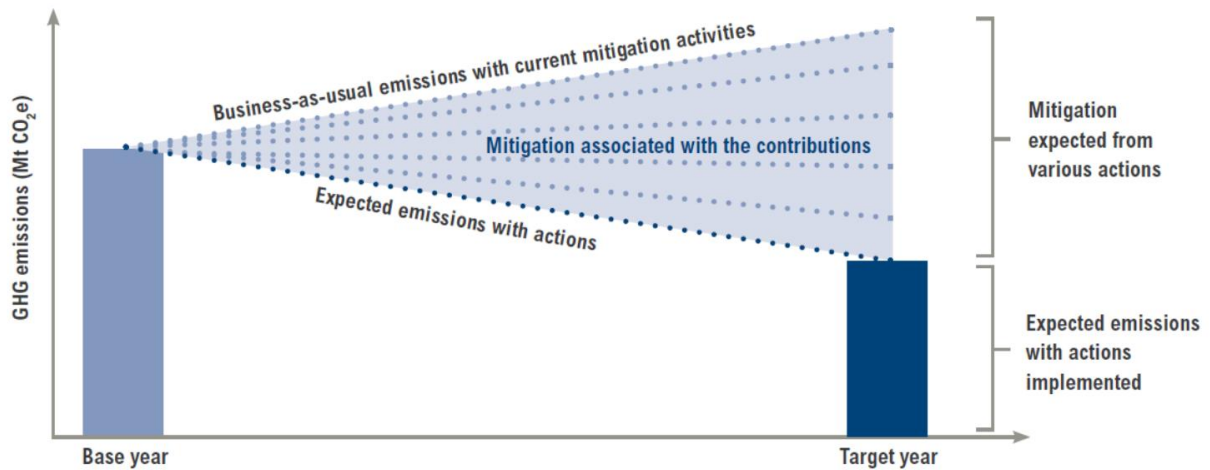 GHG emissions (Mt CO₂e)
Business-as-usual emissions with current mitigation activities
Mitigation associated with the contributions
Expected emissions with actions
Mitigation
expected from
various actions
Expected emissions
with actions
implemented
Base year
Target year